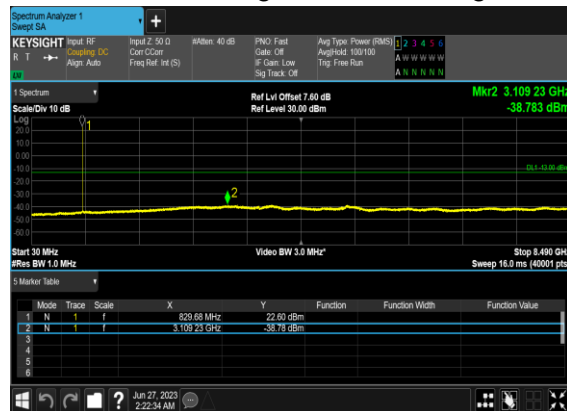 Spectrum Analyzer 1
Swept SA
+
KEYSIGHT Input: RF Input Z: 50 Ω #Atten: 40 dB PNO: Fast Avg Type: Power (RMS) 1 2 3 4 5 6
R T Coupling: DC Corr CCorr Gate: Off Avg|Hold: 100/100 A W W W W W
Align: Auto Freq Ref: Int (S) IF Gain: Low Trig: Free Run
Sig Track: Off A N N N N N
1 Spectrum Ref Lvl Offset 7.60 dB Mkr2 3.109 23 GHz
Scale/Div 10 dB Ref Level 30.00 dBm -38.783 dBm
Log
20.0
10.0
0.00
-10.0
-20.0
-30.0
-40.0
-50.0
-60.0
1
2
DL1 -13.00 dBm
Start 30 MHz Video BW 3.0 MHz* Stop 8.490 GHz
#Res BW 1.0 MHz Sweep 16.0 ms (40001 pts)
5 Marker Table
Mode Trace Scale X Y Function Function Width Function Value
1 N 1 f 829.68 MHz 22.60 dBm
2 N 1 f 3.109 23 GHz -38.78 dBm
3
4
5
6
? Jun 27, 2023
2:22:34 AM